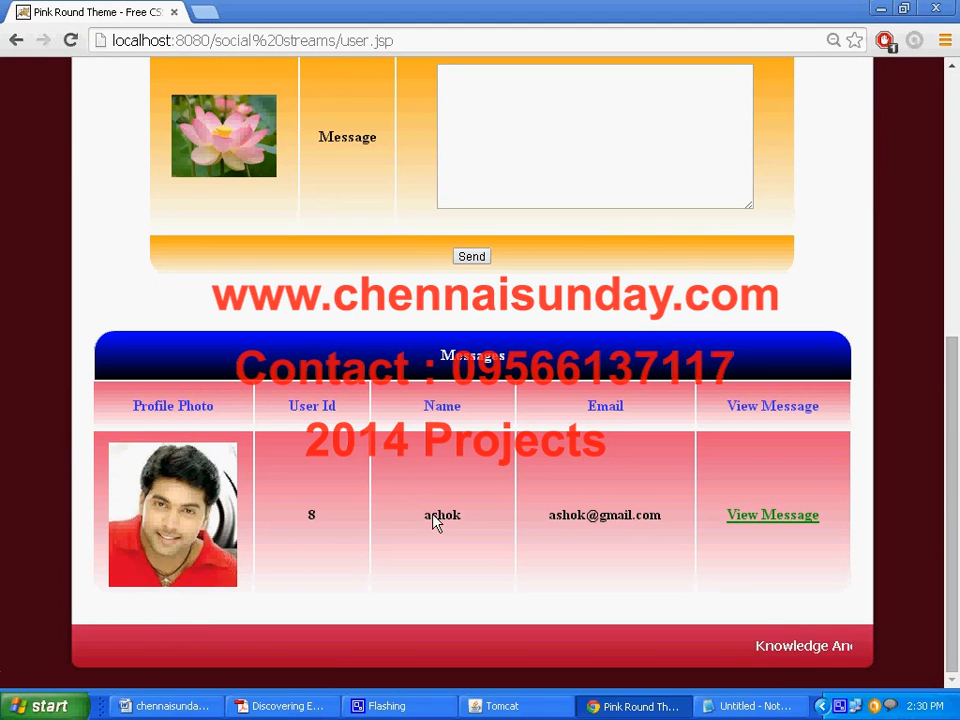 Pink Round Theme - Free CS
localhost:8080/social%20streams/user.jsp
Message
Send
www.chennaisunday.com
Messages
Contact : 09566137117
Profile Photo User Id Name Email View Message
2014 Projects
8 ashok ashok@gmail.com View Message
Knowledge An
start chennaisunda... Discovering E... Flashing Tomcat Pink Round Th... Untitled - Not... 2:30 PM